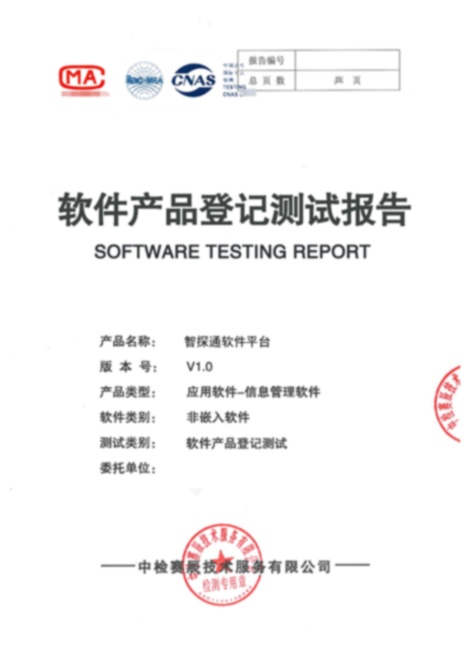 MA
ilac-MRA
CNAS
TESTING
CNAS
报告编号
总 页 数 页
软件产品登记测试报告
SOFTWARE TESTING REPORT
产品名称： 智探通软件平台
版 本 号： V1.0
产品类型： 应用软件-信息管理软件
软件类别： 非嵌入软件
测试类别： 软件产品登记测试
委托单位：
中检赛辰技术服务有限公司
检测专用章